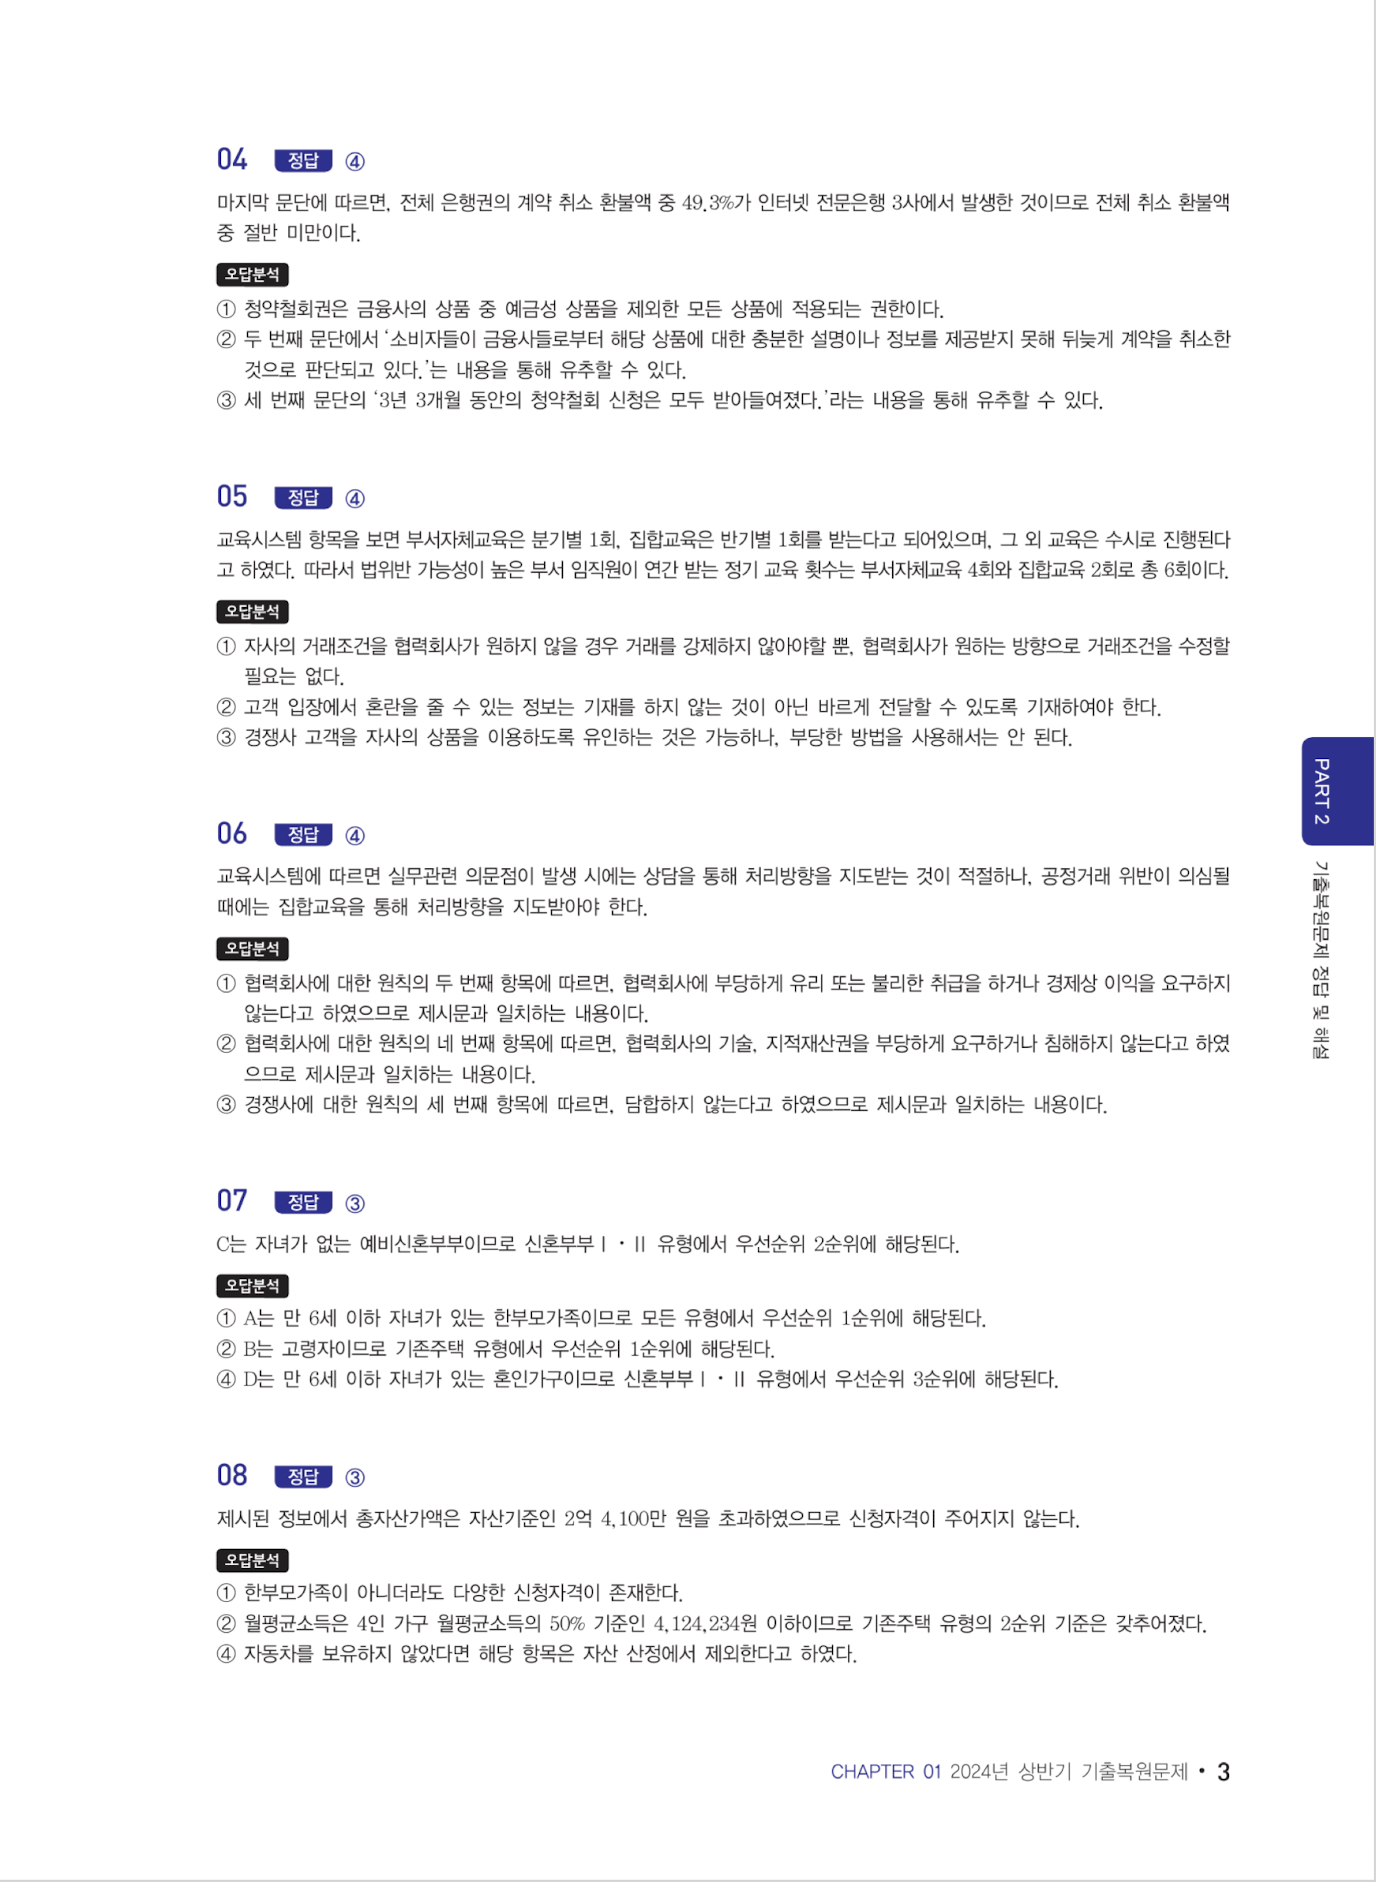 04 정답 ④
마지막 문단에 따르면, 전체 은행권의 계약 취소 환불액 중 49.3%가 인터넷 전문은행 3사에서 발생한 것이므로 전체 취소 환불액
중 절반 미만이다.
오답분석
① 청약철회권은 금융사의 상품 중 예금성 상품을 제외한 모든 상품에 적용되는 권한이다.
② 두 번째 문단에서 ‘소비자들이 금융사들로부터 해당 상품에 대한 충분한 설명이나 정보를 제공받지 못해 뒤늦게 계약을 취소한
것으로 판단되고 있다.’는 내용을 통해 유추할 수 있다.
③ 세 번째 문단의 ‘3년 3개월 동안의 청약철회 신청은 모두 받아들여졌다.’라는 내용을 통해 유추할 수 있다.
05 정답 ④
교육시스템 항목을 보면 부서자체교육은 분기별 1회, 집합교육은 반기별 1회를 받는다고 되어있으며, 그 외 교육은 수시로 진행된다
고 하였다. 따라서 법위반 가능성이 높은 부서 임직원이 연간 받는 정기 교육 횟수는 부서자체교육 4회와 집합교육 2회로 총 6회이다.
오답분석
① 자사의 거래조건을 협력회사가 원하지 않을 경우 거래를 강제하지 않아야할 뿐, 협력회사가 원하는 방향으로 거래조건을 수정할
필요는 없다.
② 고객 입장에서 혼란을 줄 수 있는 정보는 기재를 하지 않는 것이 아닌 바르게 전달할 수 있도록 기재하여야 한다.
③ 경쟁사 고객을 자사의 상품을 이용하도록 유인하는 것은 가능하나, 부당한 방법을 사용해서는 안 된다.
06 정답 ④
교육시스템에 따르면 실무관련 의문점이 발생 시에는 상담을 통해 처리방향을 지도받는 것이 적절하나, 공정거래 위반이 의심될
때에는 집합교육을 통해 처리방향을 지도받아야 한다.
오답분석
① 협력회사에 대한 원칙의 두 번째 항목에 따르면, 협력회사에 부당하게 유리 또는 불리한 취급을 하거나 경제상 이익을 요구하지
않는다고 하였으므로 제시문과 일치하는 내용이다.
② 협력회사에 대한 원칙의 네 번째 항목에 따르면, 협력회사의 기술, 지적재산권을 부당하게 요구하거나 침해하지 않는다고 하였
으므로 제시문과 일치하는 내용이다.
③ 경쟁사에 대한 원칙의 세 번째 항목에 따르면, 담합하지 않는다고 하였으므로 제시문과 일치하는 내용이다.
07 정답 ③
C는 자녀가 없는 예비신혼부부이므로 신혼부부Ⅰ·Ⅱ 유형에서 우선순위 2순위에 해당된다.
오답분석
① A는 만 6세 이하 자녀가 있는 한부모가족이므로 모든 유형에서 우선순위 1순위에 해당된다.
② B는 고령자이므로 기존주택 유형에서 우선순위 1순위에 해당된다.
④ D는 만 6세 이하 자녀가 있는 혼인가구이므로 신혼부부Ⅰ·Ⅱ 유형에서 우선순위 3순위에 해당된다.
08 정답 ③
제시된 정보에서 총자산가액은 자산기준인 2억 4,100만 원을 초과하였으므로 신청자격이 주어지지 않는다.
오답분석
① 한부모가족이 아니더라도 다양한 신청자격이 존재한다.
② 월평균소득은 4인 가구 월평균소득의 50% 기준인 4,124,234원 이하이므로 기존주택 유형의 2순위 기준은 갖추어졌다.
④ 자동차를 보유하지 않았다면 해당 항목은 자산 산정에서 제외한다고 하였다.
PART 2
기출복원문제 정답 및 해설
CHAPTER 01 2024년 상반기 기출복원문제 • 3